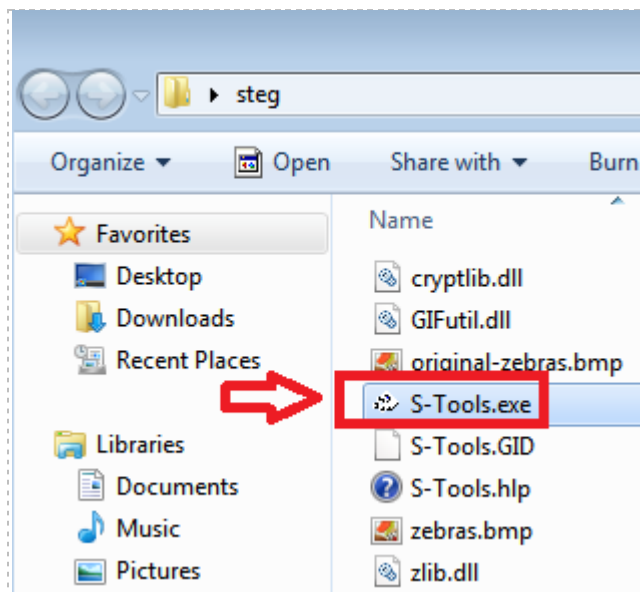 steg
Organize Open Share with Burn
Favorites
Desktop
Downloads
Recent Places
Libraries
Documents
Music
Pictures
Name
cryptlib.dll
GIFutil.dll
original-zebras.bmp
S-Tools.exe
S-Tools.GID
S-Tools.hlp
zebras.bmp
zlib.dll